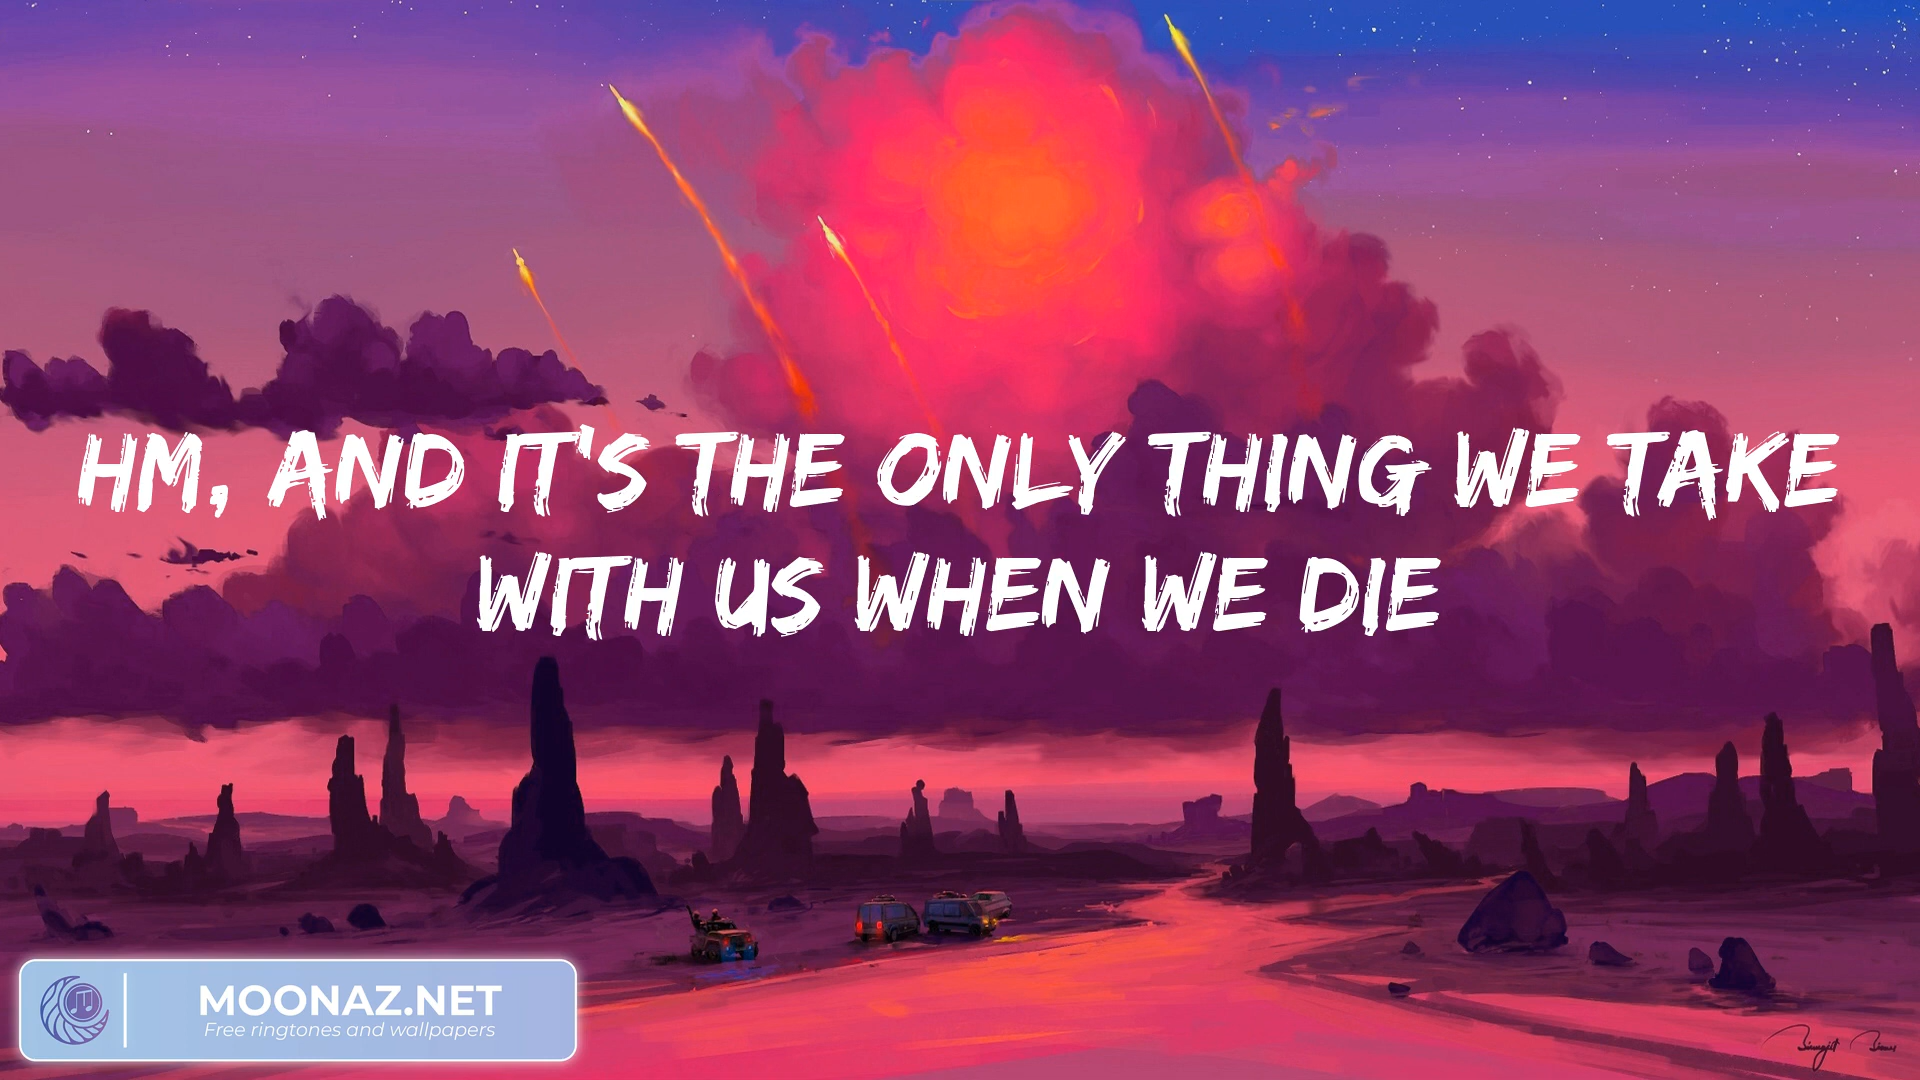 HM, AND IT'S THE ONLY THING WE TAKE
WITH US WHEN WE DIE
MOONAZ.NET
Free ringtones and wallpapers